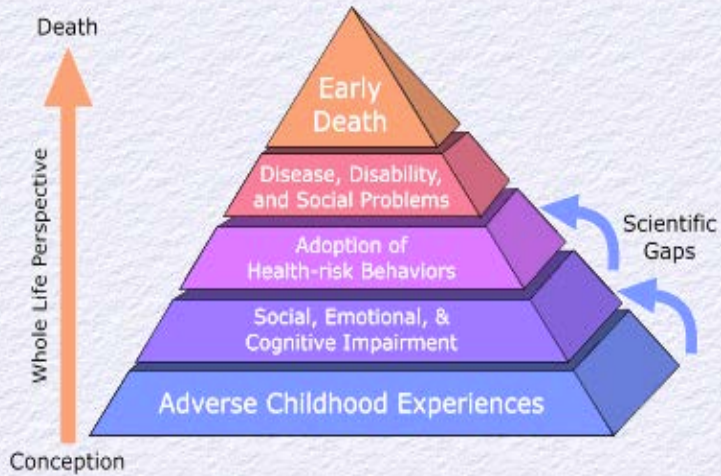 Death
Early
Death
Disease, Disability,
and Social Problems
Scientific
Gaps
Adoption of
Health-risk Behaviors
Whole Life Perspective
Social, Emotional, &
Cognitive Impairment
Adverse Childhood Experiences
Conception